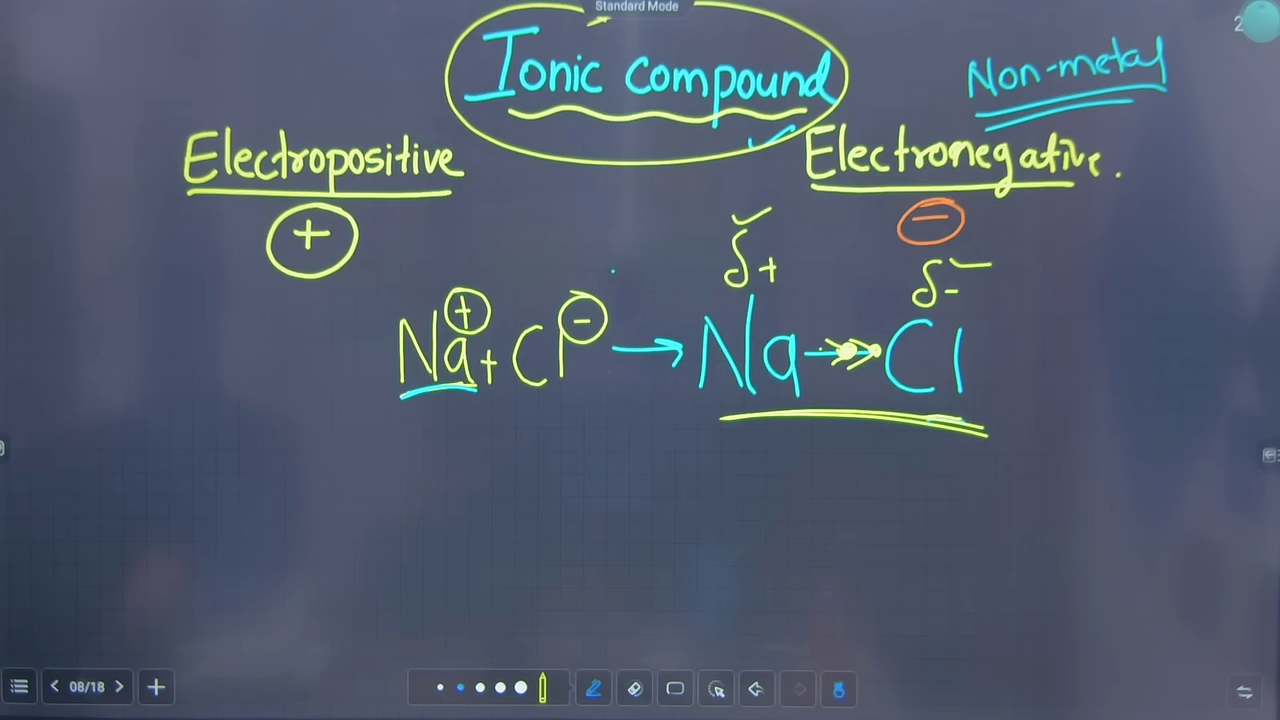 Standard Mode
Ionic compound
Non-metal
Electropositive
Electronegative.
+
−
δ+
δ−
Na⊕ + Cl⊖ → Na → Cl
08/18